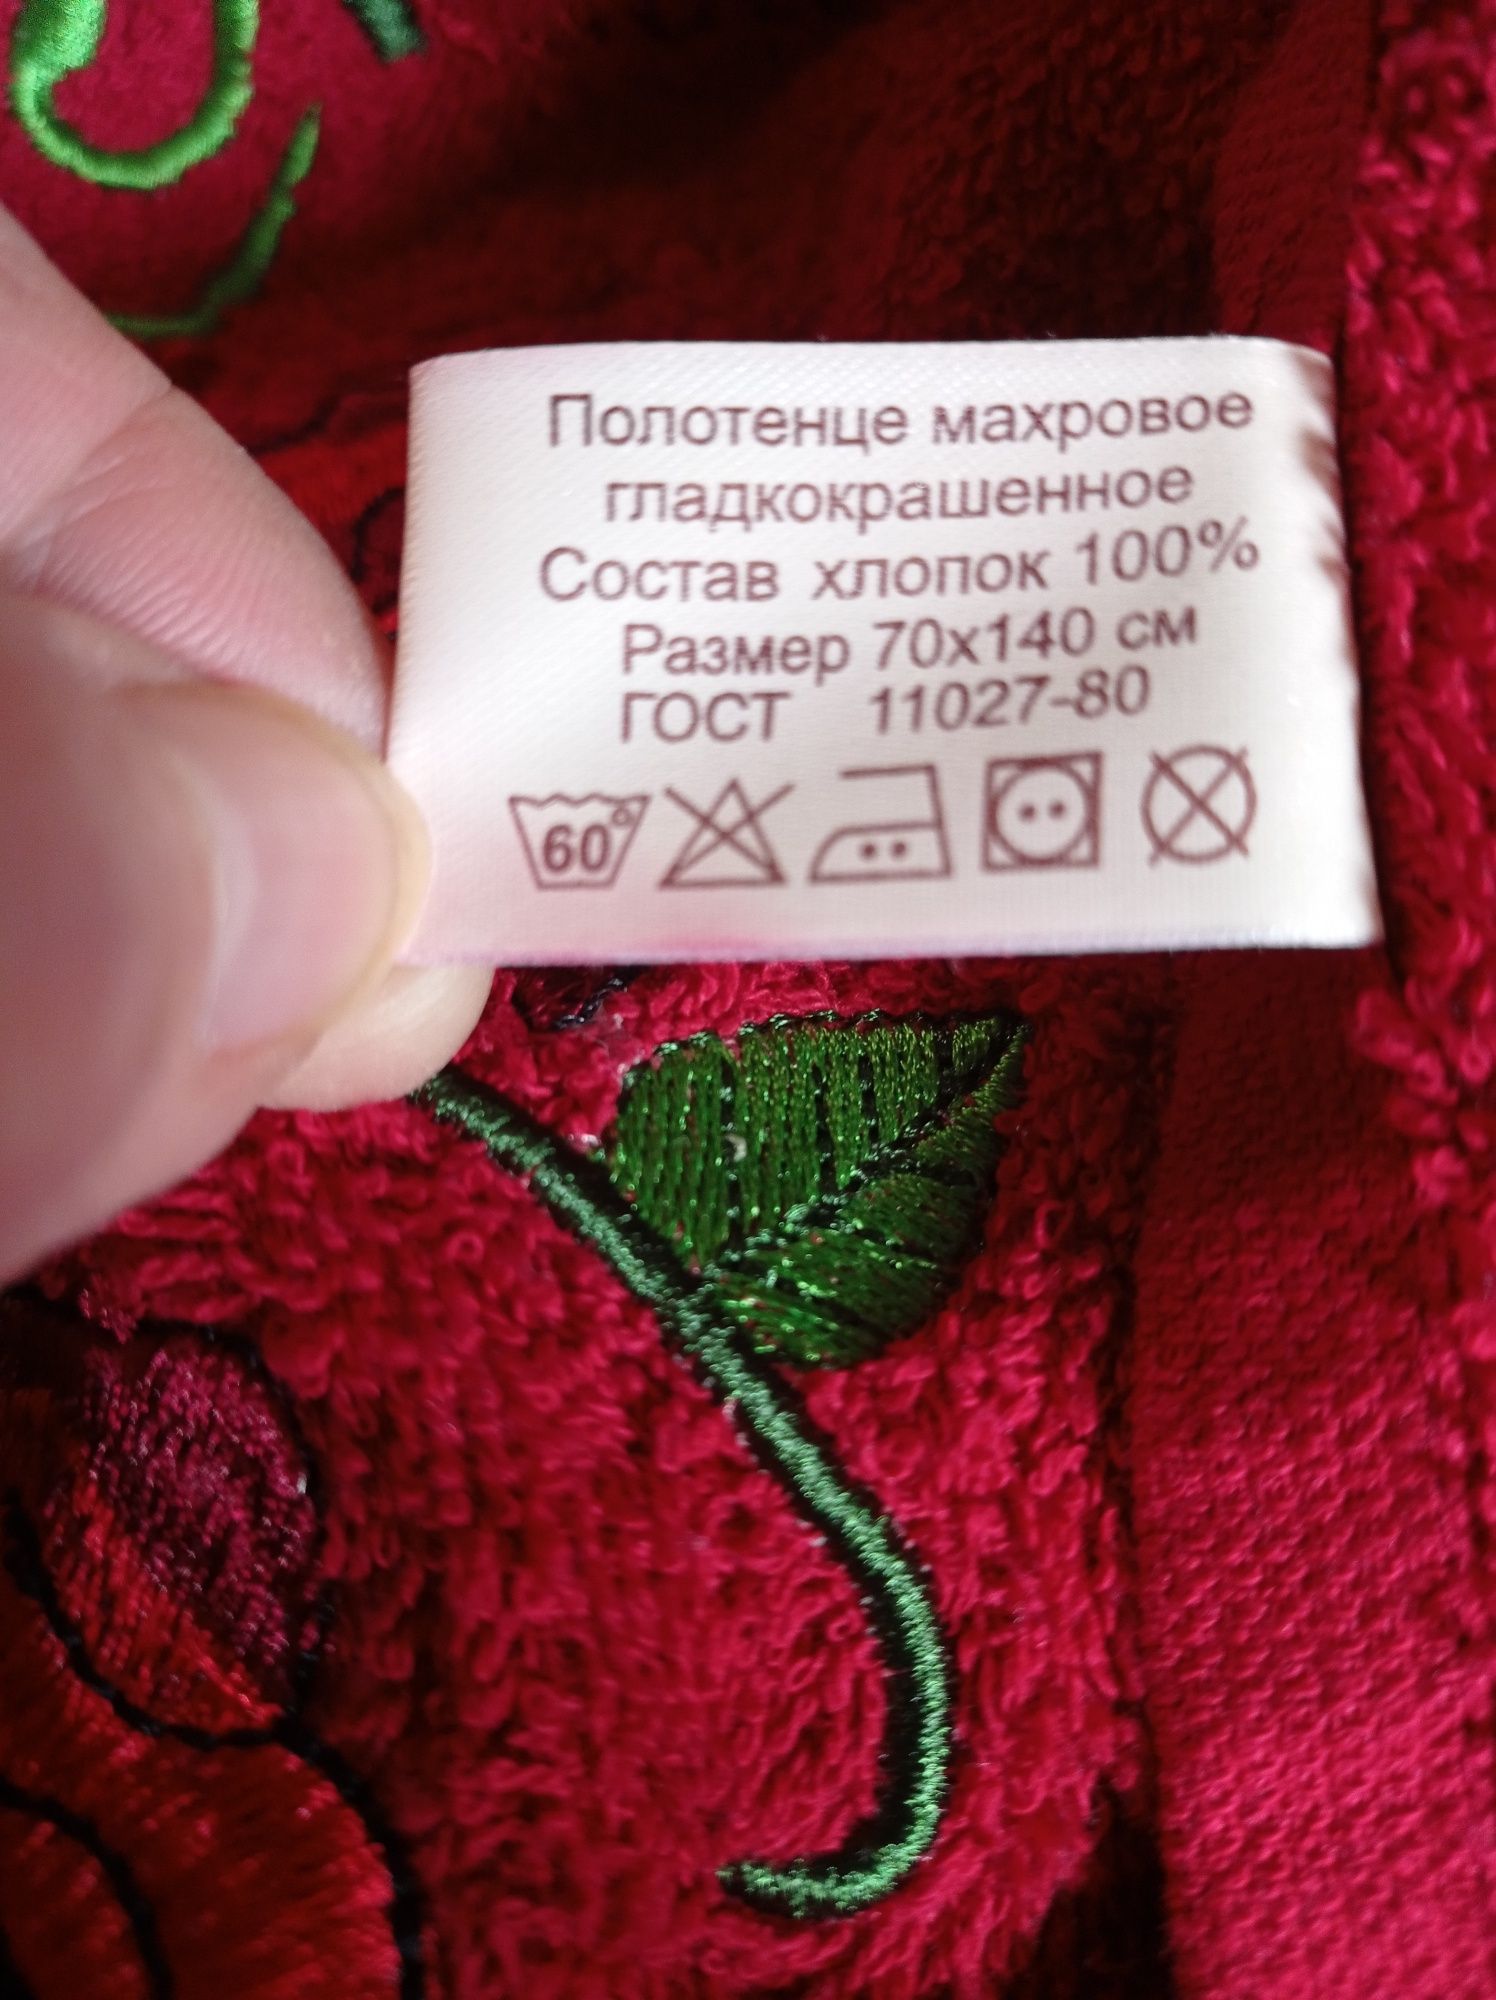 Полотенце махровое
гладкокрашенное
Состав хлопок 100%
Размер 70х140 см
ГОСТ 11027-80
60°